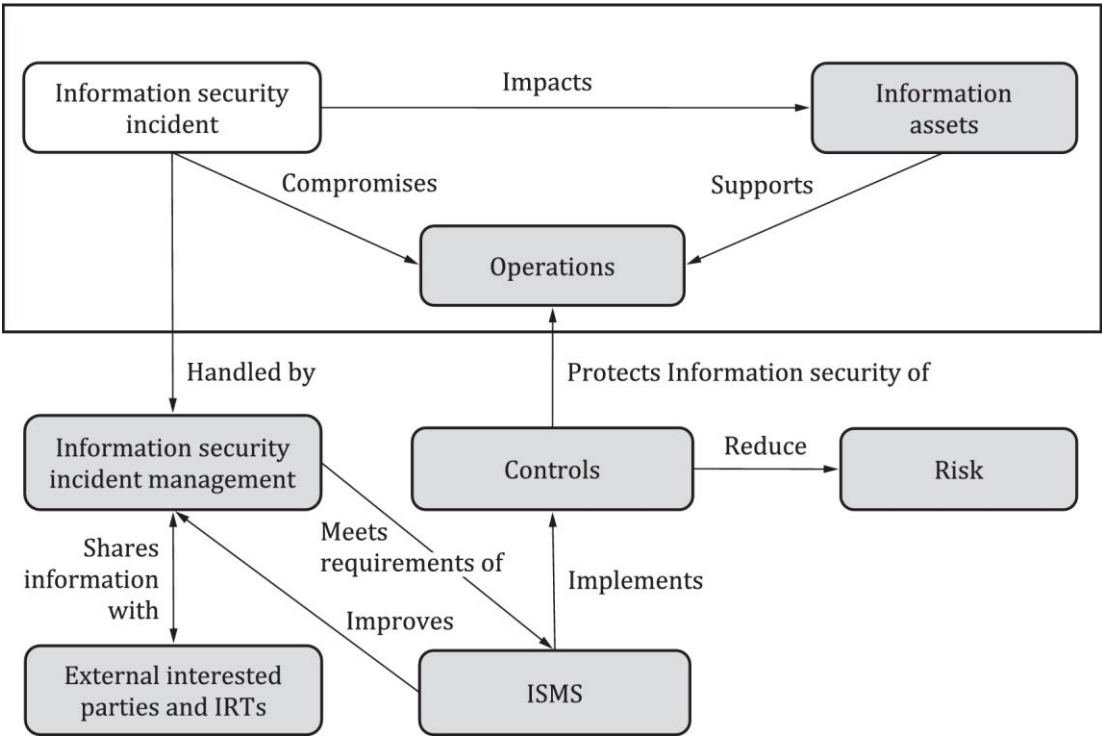 Information security
incident
Impacts
Information
assets
Compromises
Supports
Operations
Handled by
Protects Information security of
Information security
incident management
Controls
Reduce
Risk
Shares
information
with
Meets
requirements of
Implements
Improves
External interested
parties and IRTs
ISMS